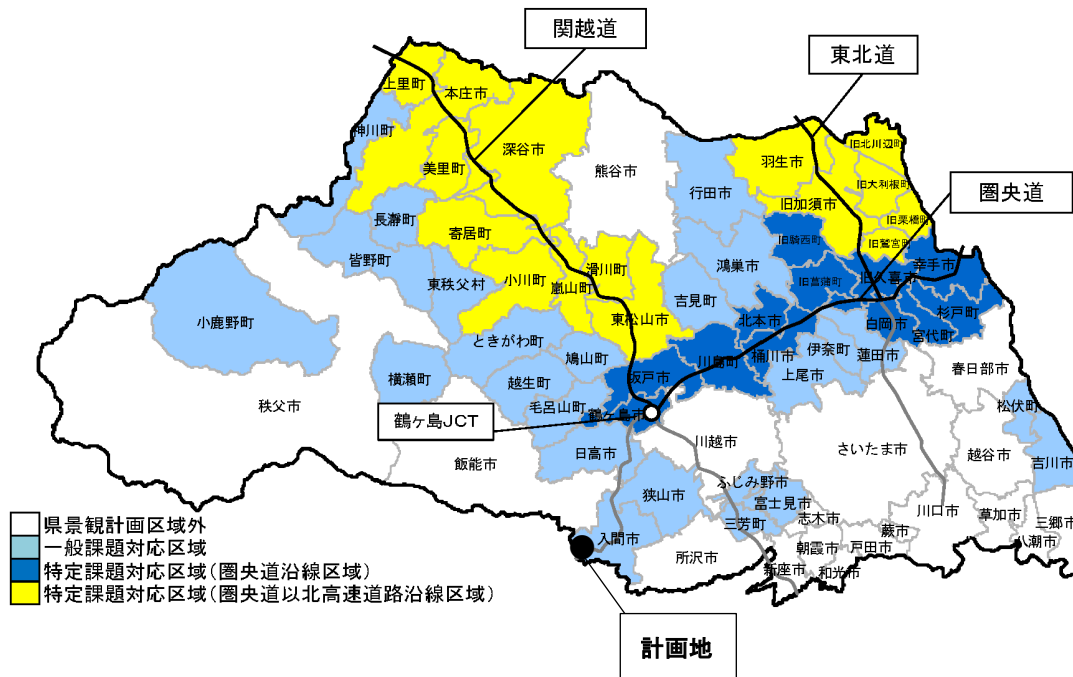 関越道
東北道
上里町
本庄市
旧北川辺町
神川町
深谷市
羽生市
美里町
熊谷市
行田市
旧大利根町
圏央道
長瀞町
旧加須市
旧栗橋町
寄居町
旧騎西町
旧鷲宮町
皆野町
滑川町
鴻巣市
幸手市
東秩父村
小川町
嵐山町
旧菖蒲町
旧久喜市
吉見町
小鹿野町
東松山市
北本市
杉戸町
白岡市
宮代町
ときがわ町
鳩山町
川島町
桶川市
伊奈町
蓮田市
横瀬町
越生町
坂戸市
上尾市
春日部市
秩父市
毛呂山町
鶴ヶ島市
松伏町
鶴ヶ島JCT
川越市
さいたま市
日高市
越谷市
飯能市
吉川市
ふじみ野市
狭山市
富士見市
川口市
県景観計画区域外
三芳町
志木市
草加市
三郷市
一般課題対応区域
入間市
蕨市
八潮市
所沢市
朝霞市
戸田市
特定課題対応区域(圏央道沿線区域)
新座市
和光市
特定課題対応区域(圏央道以北高速道路沿線区域)
計画地